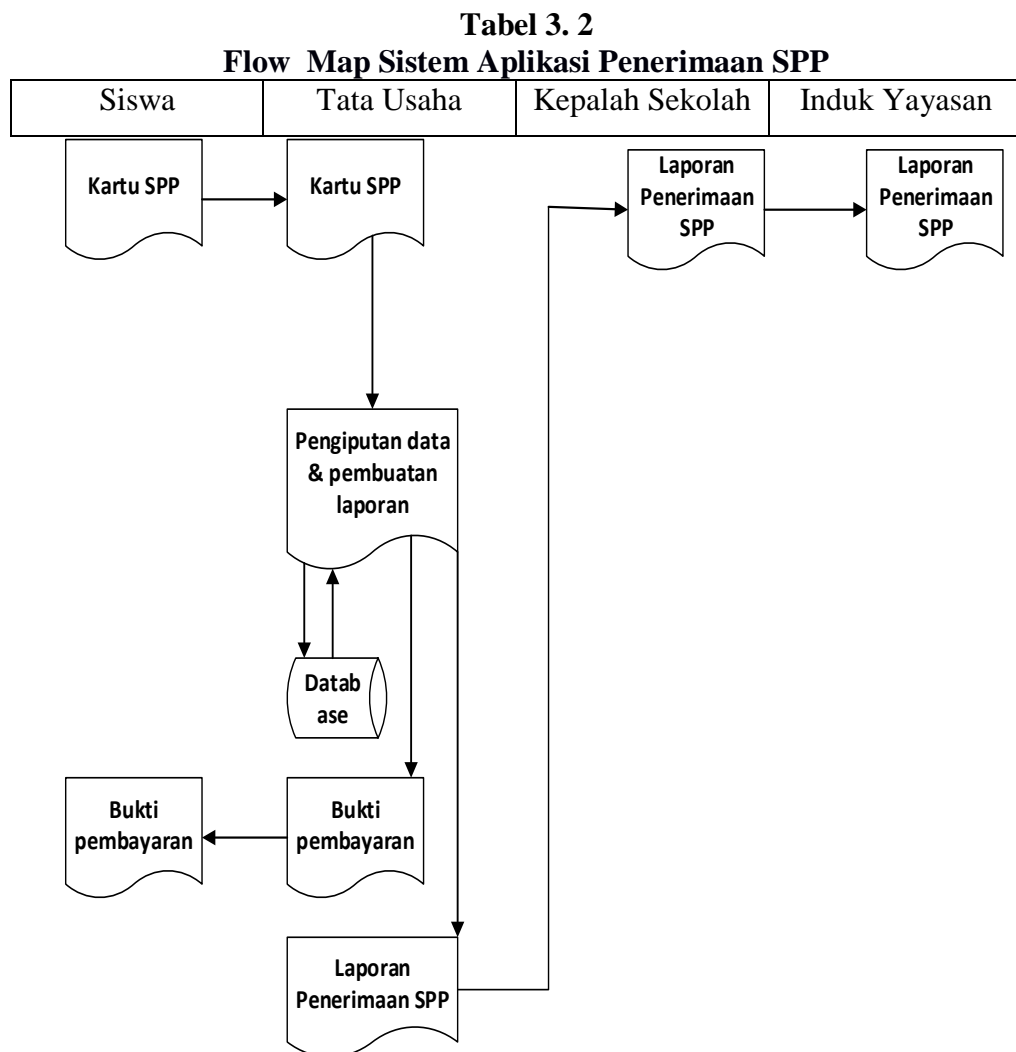 Tabel 3. 2
Flow Map Sistem Aplikasi Penerimaan SPP
Siswa
Tata Usaha
Kepalah Sekolah
Induk Yayasan
Kartu SPP
Kartu SPP
Laporan
Penerimaan
SPP
Laporan
Penerimaan
SPP
Pengiputan data
& pembuatan
laporan
Datab
ase
Bukti
pembayaran
Bukti
pembayaran
Laporan
Penerimaan SPP